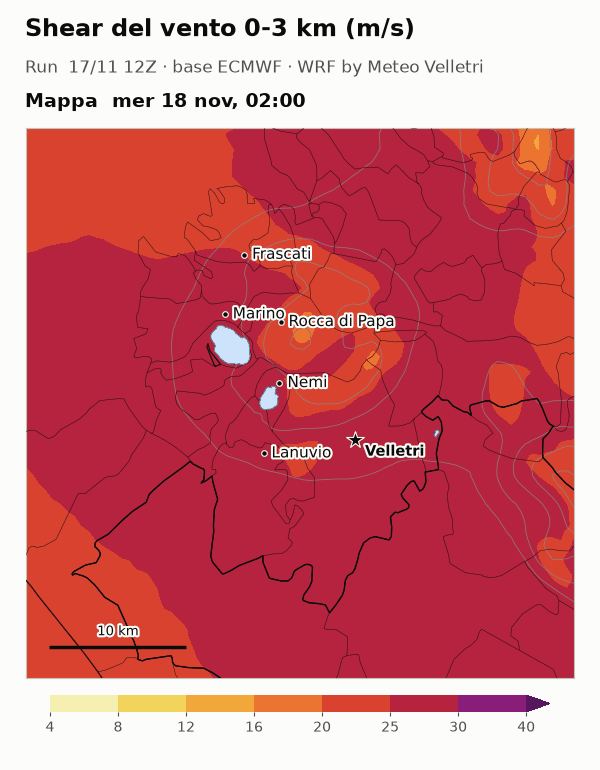 Shear del vento 0-3 km (m/s)
Run  17/11 12Z · base ECMWF · WRF by Meteo Velletri
Mappa  mer 18 nov, 02:00
Frascati
Marino
Rocca di Papa
Nemi
Velletri
Lanuvio
10 km
4 8 12 16 20 25 30 40